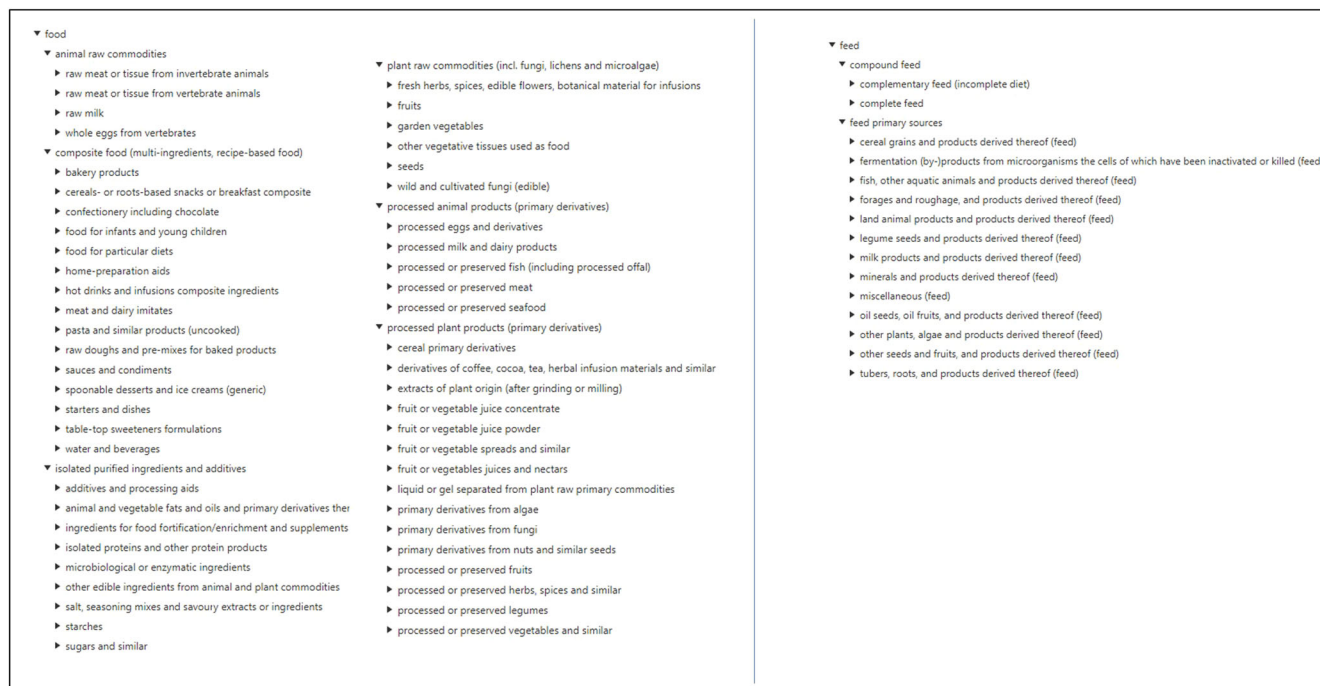 food
animal raw commodities
raw meat or tissue from invertebrate animals
raw meat or tissue from vertebrate animals
raw milk
whole eggs from vertebrates
composite food (multi-ingredients, recipe-based food)
bakery products
cereals- or roots-based snacks or breakfast composite
confectionery including chocolate
food for infants and young children
food for particular diets
home-preparation aids
hot drinks and infusions composite ingredients
meat and dairy imitates
pasta and similar products (uncooked)
raw doughs and pre-mixes for baked products
sauces and condiments
spoonable desserts and ice creams (generic)
starters and dishes
table-top sweeteners formulations
water and beverages
isolated purified ingredients and additives
additives and processing aids
animal and vegetable fats and oils and primary derivatives ther
ingredients for food fortification/enrichment and supplements
isolated proteins and other protein products
microbiological or enzymatic ingredients
other edible ingredients from animal and plant commodities
salt, seasoning mixes and savoury extracts or ingredients
starches
sugars and similar
plant raw commodities (incl. fungi, lichens and microalgae)
fresh herbs, spices, edible flowers, botanical material for infusions
fruits
garden vegetables
other vegetative tissues used as food
seeds
wild and cultivated fungi (edible)
processed animal products (primary derivatives)
processed eggs and derivatives
processed milk and dairy products
processed or preserved fish (including processed offal)
processed or preserved meat
processed or preserved seafood
processed plant products (primary derivatives)
cereal primary derivatives
derivatives of coffee, cocoa, tea, herbal infusion materials and similar
extracts of plant origin (after grinding or milling)
fruit or vegetable juice concentrate
fruit or vegetable juice powder
fruit or vegetable spreads and similar
fruit or vegetables juices and nectars
liquid or gel separated from plant raw primary commodities
primary derivatives from algae
primary derivatives from fungi
primary derivatives from nuts and similar seeds
processed or preserved fruits
processed or preserved herbs, spices and similar
processed or preserved legumes
processed or preserved vegetables and similar
feed
compound feed
complementary feed (incomplete diet)
complete feed
feed primary sources
cereal grains and products derived thereof (feed)
fermentation (by-)products from microorganisms the cells of which have been inactivated or killed (feed
fish, other aquatic animals and products derived thereof (feed)
forages and roughage, and products derived thereof (feed)
land animal products and products derived thereof (feed)
legume seeds and products derived thereof (feed)
milk products and products derived thereof (feed)
minerals and products derived thereof (feed)
miscellaneous (feed)
oil seeds, oil fruits, and products derived thereof (feed)
other plants, algae and products derived thereof (feed)
other seeds and fruits, and products derived thereof (feed)
tubers, roots, and products derived thereof (feed)